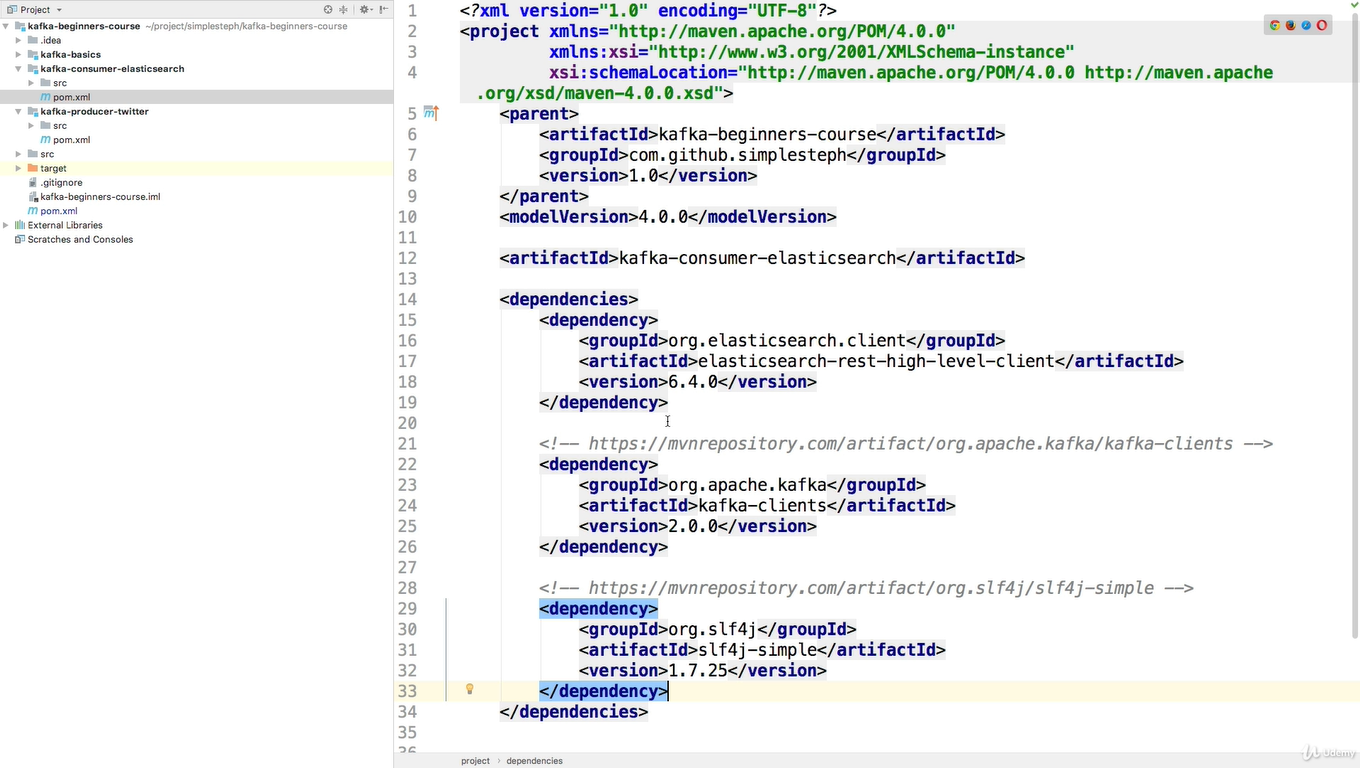 Project
kafka-beginners-course ~/project/simplesteph/kafka-beginners-course
.idea
kafka-basics
kafka-consumer-elasticsearch
src
pom.xml
kafka-producer-twitter
src
pom.xml
src
target
.gitignore
kafka-beginners-course.iml
pom.xml
External Libraries
Scratches and Consoles
1 <?xml version="1.0" encoding="UTF-8"?>
2 <project xmlns="http://maven.apache.org/POM/4.0.0"
3 xmlns:xsi="http://www.w3.org/2001/XMLSchema-instance"
4 xsi:schemaLocation="http://maven.apache.org/POM/4.0.0 http://maven.apache
.org/xsd/maven-4.0.0.xsd">
5 <parent>
6 <artifactId>kafka-beginners-course</artifactId>
7 <groupId>com.github.simplesteph</groupId>
8 <version>1.0</version>
9 </parent>
10 <modelVersion>4.0.0</modelVersion>
11
12 <artifactId>kafka-consumer-elasticsearch</artifactId>
13
14 <dependencies>
15 <dependency>
16 <groupId>org.elasticsearch.client</groupId>
17 <artifactId>elasticsearch-rest-high-level-client</artifactId>
18 <version>6.4.0</version>
19 </dependency>
20
21 <!-- https://mvnrepository.com/artifact/org.apache.kafka/kafka-clients -->
22 <dependency>
23 <groupId>org.apache.kafka</groupId>
24 <artifactId>kafka-clients</artifactId>
25 <version>2.0.0</version>
26 </dependency>
27
28 <!-- https://mvnrepository.com/artifact/org.slf4j/slf4j-simple -->
29 <dependency>
30 <groupId>org.slf4j</groupId>
31 <artifactId>slf4j-simple</artifactId>
32 <version>1.7.25</version>
33 </dependency>
34 </dependencies>
35
36
project › dependencies
Udemy